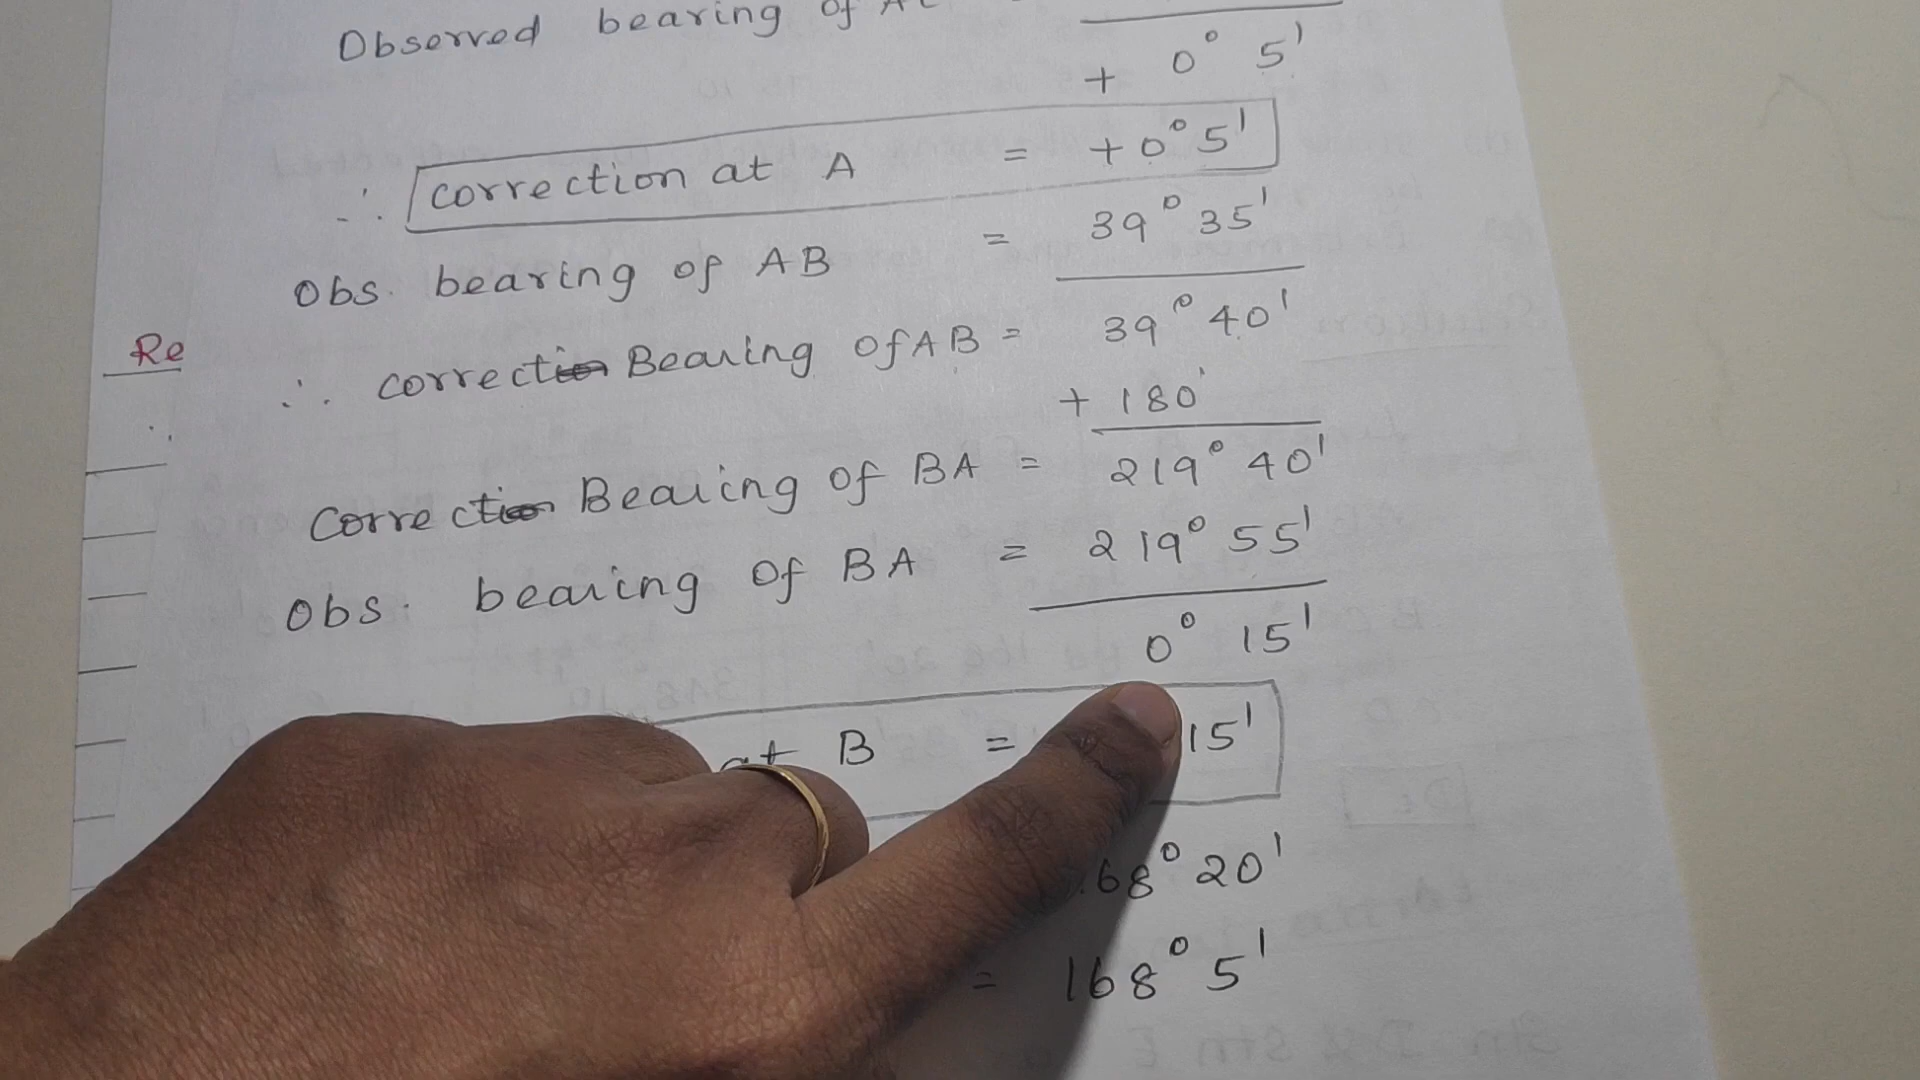 Observed bearing of
+ 0° 5'
∴ correction at A = +0° 5'
Obs. bearing of AB = 39° 35'
Re
∴ correction Bearing of AB = 39° 40'
+ 180'
Correction Bearing of BA = 219° 40'
Obs. bearing of BA = 219° 55'
0° 15'
at B = 15'
68° 20'
= 168° 5'